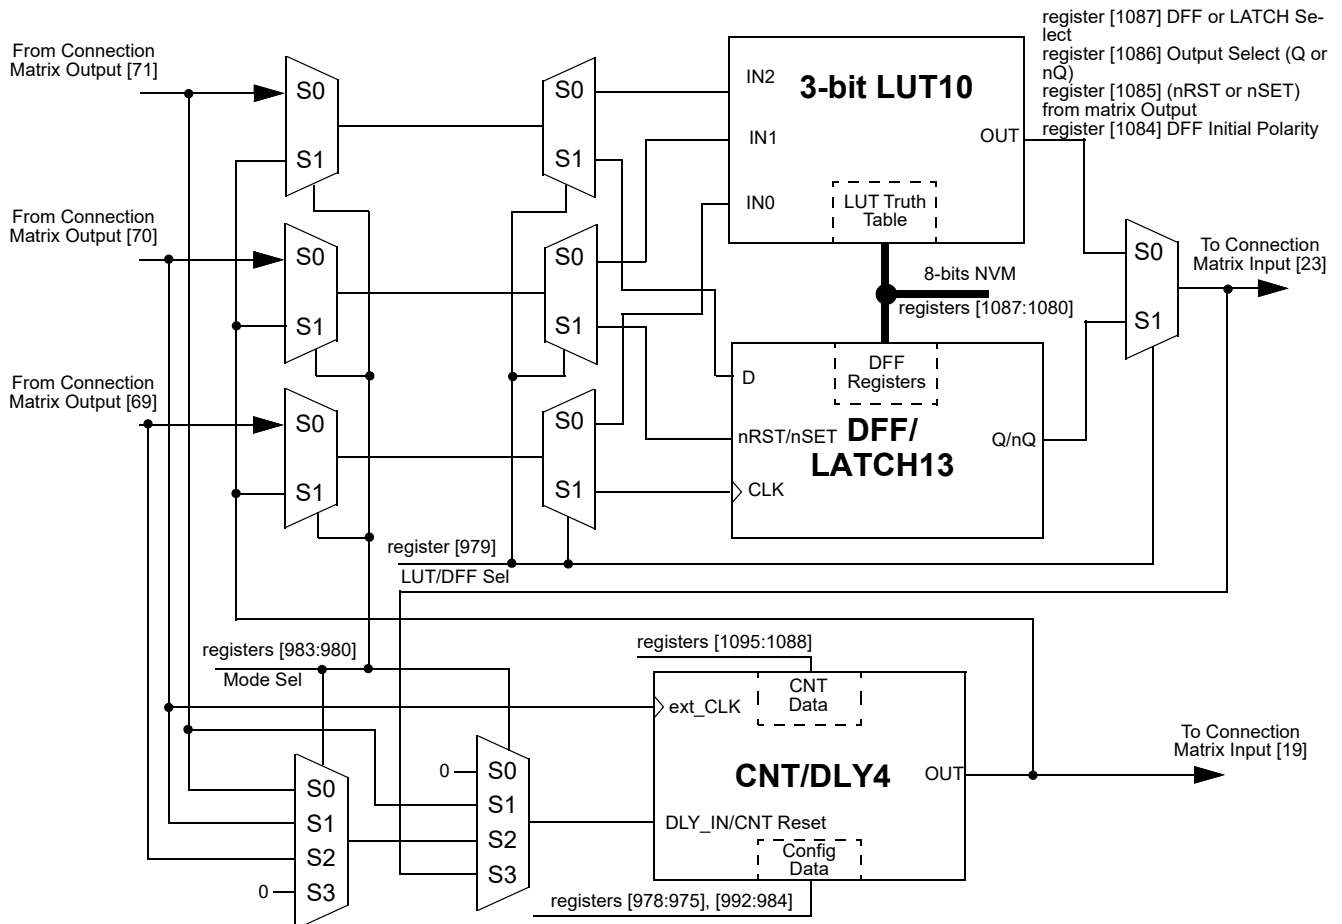 register [1087] DFF or LATCH Se-
lect
register [1086] Output Select (Q or
nQ)
register [1085] (nRST or nSET)
from matrix Output
register [1084] DFF Initial Polarity
From Connection
Matrix Output [71]
S0
S1
S0
S1
IN2
IN1
IN0
3-bit LUT10
OUT
LUT Truth
Table
From Connection
Matrix Output [70]
S0
S1
S0
S1
8-bits NVM
registers [1087:1080]
S0
S1
To Connection
Matrix Input [23]
From Connection
Matrix Output [69]
S0
S1
S0
S1
DFF
Registers
D
nRST/nSET
CLK
DFF/
LATCH13
Q/nQ
register [979]
LUT/DFF Sel
registers [983:980]
Mode Sel
registers [1095:1088]
CNT
Data
ext_CLK
CNT/DLY4
OUT
To Connection
Matrix Input [19]
DLY_IN/CNT Reset
Config
Data
0
S0
S1
S2
S3
S0
S1
S2
0
S3
registers [978:975], [992:984]